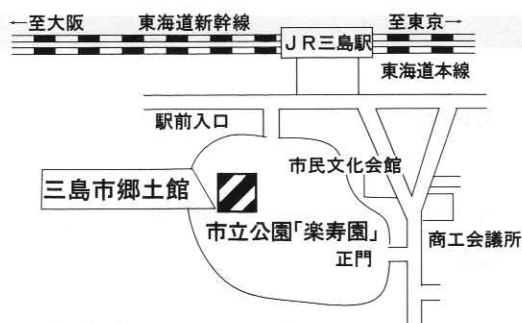 ←至大阪 東海道新幹線 JR三島駅 至東京→
東海道本線
駅前入口
市民文化会館
三島市郷土館
市立公園「楽寿園」
商工会議所
正門